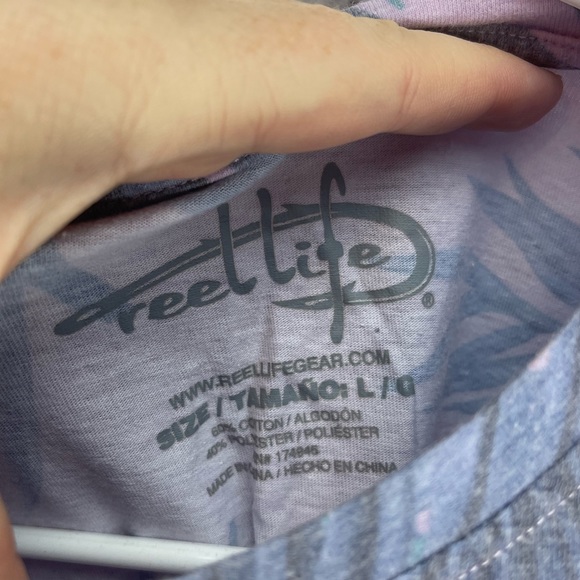 reel life ®
WWW.REELLIFEGEAR.COM
SIZE / TAMAÑO: L / G
60% COTTON / ALGODÓN
40% POLYESTER / POLIÉSTER
RN# 174946
MADE IN CHINA / HECHO EN CHINA